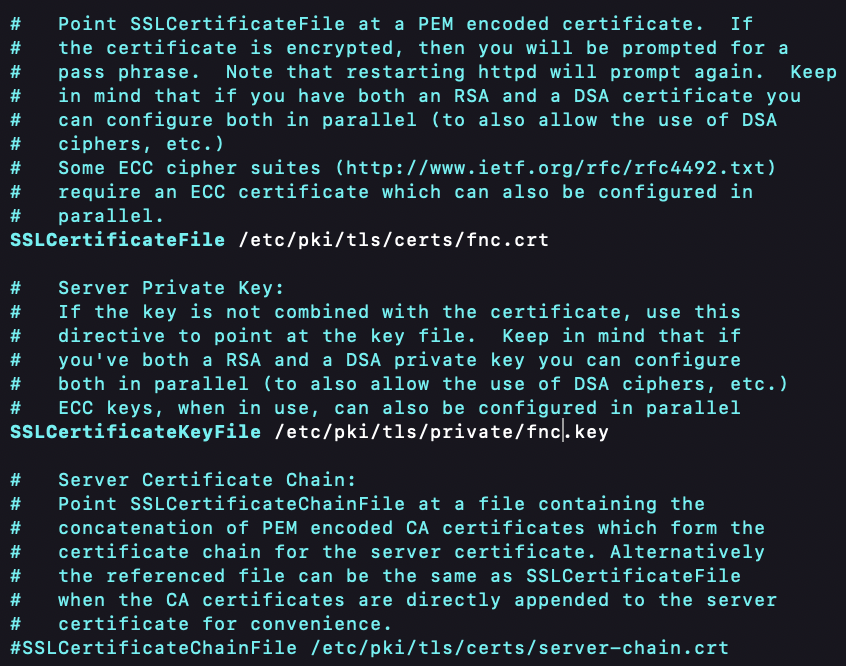 #   Point SSLCertificateFile at a PEM encoded certificate.  If
#   the certificate is encrypted, then you will be prompted for a
#   pass phrase.  Note that restarting httpd will prompt again.  Keep
#   in mind that if you have both an RSA and a DSA certificate you
#   can configure both in parallel (to also allow the use of DSA
#   ciphers, etc.)
#   Some ECC cipher suites (http://www.ietf.org/rfc/rfc4492.txt)
#   require an ECC certificate which can also be configured in
#   parallel.
SSLCertificateFile /etc/pki/tls/certs/fnc.crt

#   Server Private Key:
#   If the key is not combined with the certificate, use this
#   directive to point at the key file.  Keep in mind that if
#   you've both a RSA and a DSA private key you can configure
#   both in parallel (to also allow the use of DSA ciphers, etc.)
#   ECC keys, when in use, can also be configured in parallel
SSLCertificateKeyFile /etc/pki/tls/private/fnc.key

#   Server Certificate Chain:
#   Point SSLCertificateChainFile at a file containing the
#   concatenation of PEM encoded CA certificates which form the
#   certificate chain for the server certificate. Alternatively
#   the referenced file can be the same as SSLCertificateFile
#   when the CA certificates are directly appended to the server
#   certificate for convenience.
#SSLCertificateChainFile /etc/pki/tls/certs/server-chain.crt